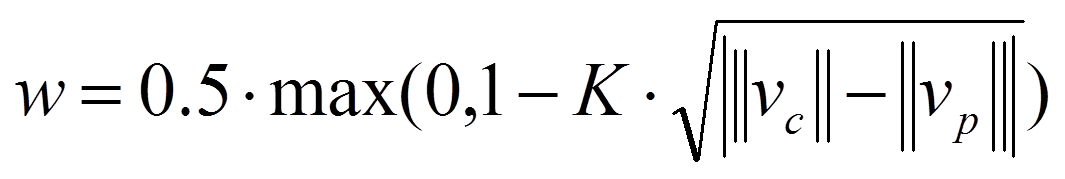 w = 0.5 · max(0,1 − K · √|‖v_c‖ − ‖v_p‖|)